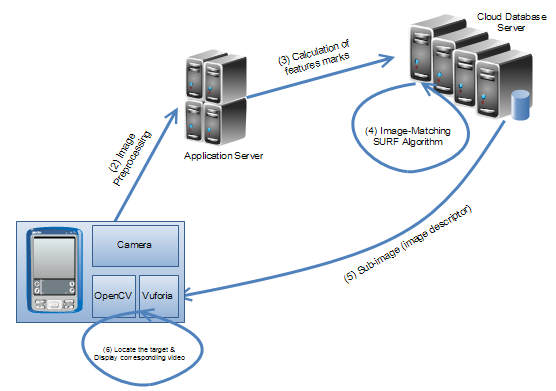 Cloud Database
Server
(3) Calculation of
features marks
Application Server
(4) Image-Matching
SURF Algorithm
(2) Image
Preprocessing
(5) Sub-image (image descriptor)
Camera
OpenCV
Vuforia
(6) Locate the target &
Display corresponding video